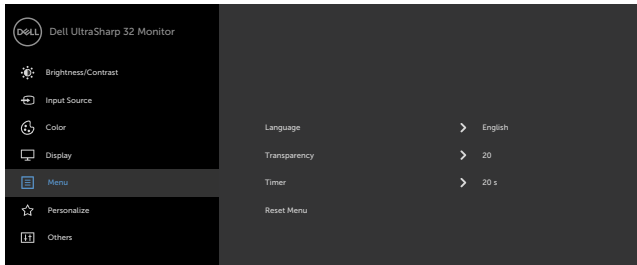 DELL Dell UltraSharp 32 Monitor
Brightness/Contrast
Input Source
Color
Display
Menu
Personalize
Others
Language English
Transparency 20
Timer 20 s
Reset Menu